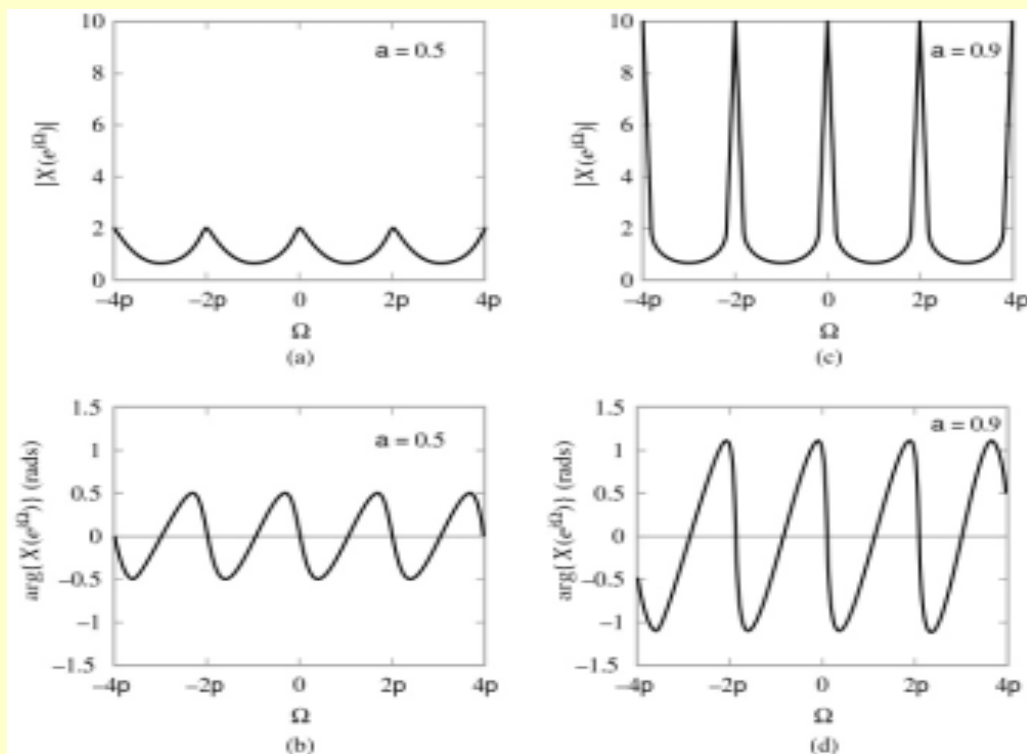 10
8
6
4
2
0
|X(e^jΩ)|
a = 0.5
−4p −2p 0 2p 4p
Ω
(a)
10
8
6
4
2
0
|X(e^jΩ)|
a = 0.9
−4p −2p 0 2p 4p
Ω
(c)
1.5
1
0.5
0
−0.5
−1
−1.5
arg{X(e^jΩ)} (rads)
a = 0.5
−4p −2p 0 2p 4p
Ω
(b)
1.5
1
0.5
0
−0.5
−1
−1.5
arg{X(e^jΩ)} (rads)
a = 0.9
−4p −2p 0 2p 4p
Ω
(d)